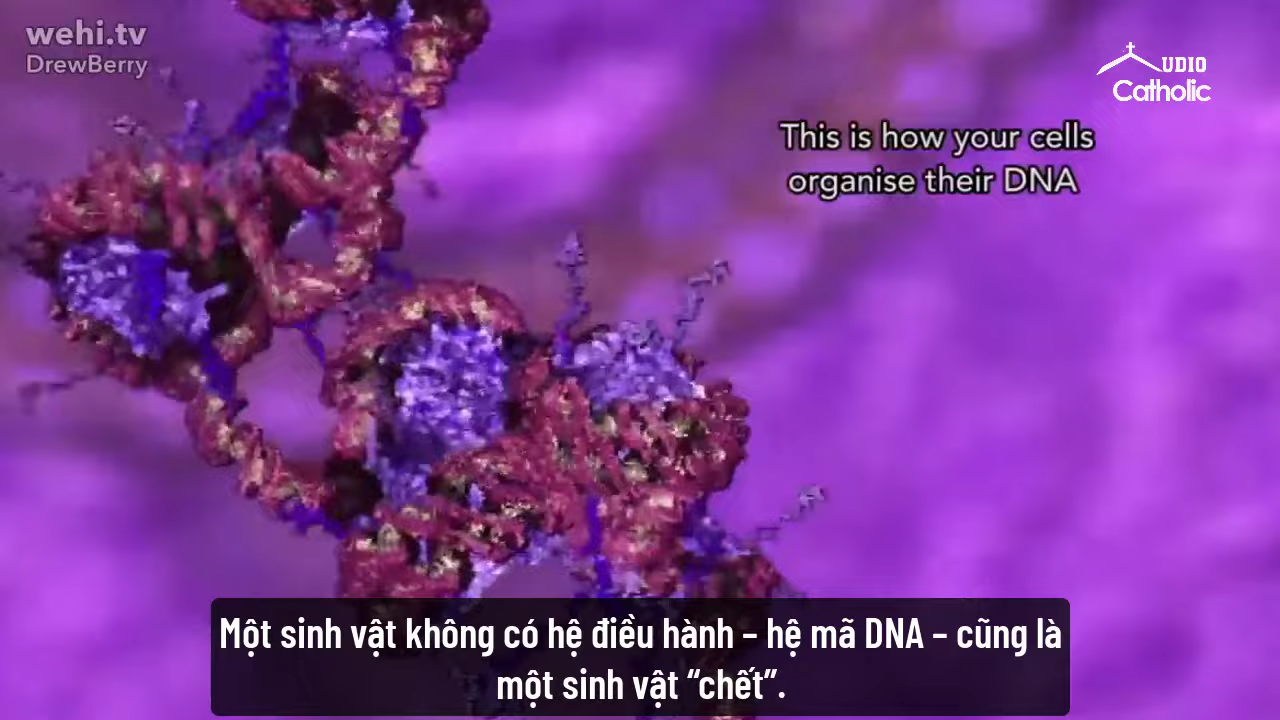 wehi.tv
DrewBerry
UDIO
Catholic
This is how your cells
organise their DNA
Một sinh vật không có hệ điều hành – hệ mã DNA – cũng là
một sinh vật “chết”.